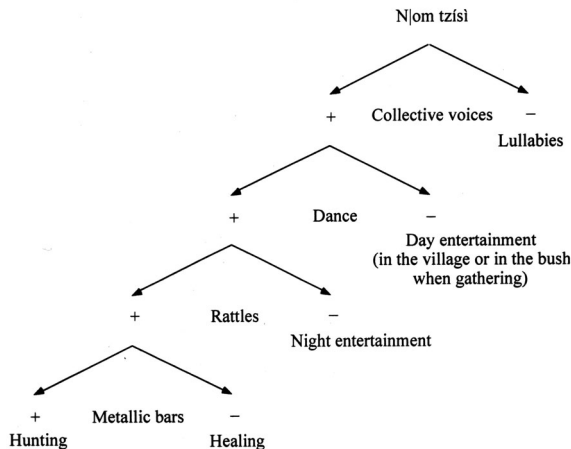 N|om tzísì
+ Collective voices −
Lullabies
+ Dance −
Day entertainment
(in the village or in the bush
when gathering)
+ Rattles −
Night entertainment
+ Metallic bars −
Hunting Healing